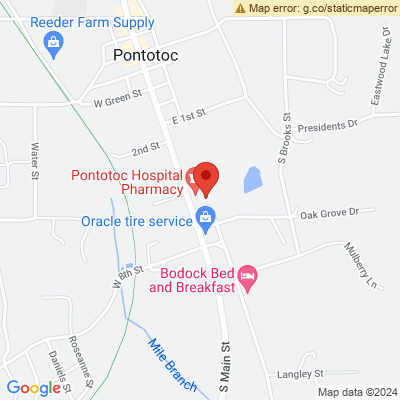 Map error: g.co/staticmaperror
Reeder Farm Supply
Pontotoc
Eastwood Lake Dr
W Green St
E 1st St
Presidents Dr
S Brooks St
2nd St
Water St
Pontotoc Hospital
Pharmacy
Oak Grove Dr
Oracle tire service
Mulberry Ln
W 8th St
Bodock Bed
and Breakfast
Mile Branch
S Main St
Roseanne St
Daniels St
Langley St
Google
Map data ©2024